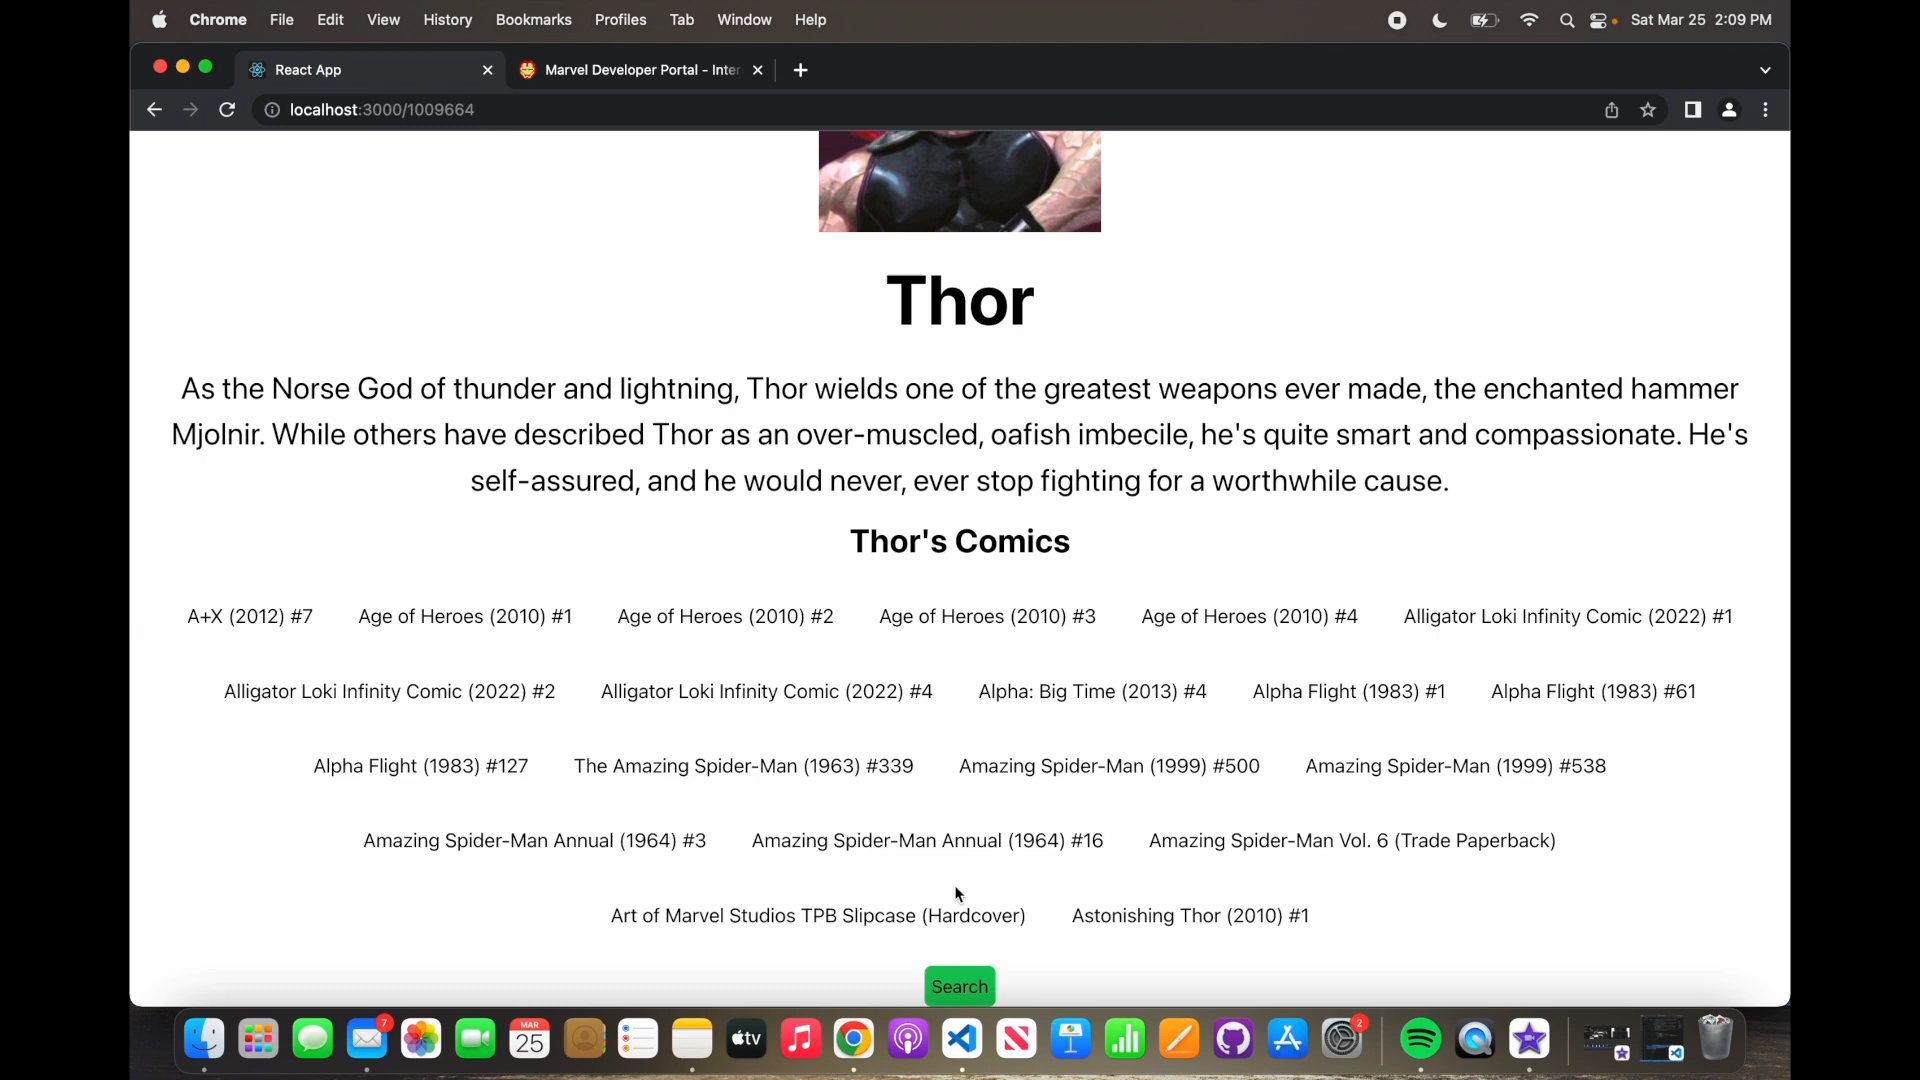 Chrome File Edit View History Bookmarks Profiles Tab Window Help Sat Mar 25 2:09 PM
React App Marvel Developer Portal - Inter
localhost:3000/1009664
Thor
As the Norse God of thunder and lightning, Thor wields one of the greatest weapons ever made, the enchanted hammer
Mjolnir. While others have described Thor as an over-muscled, oafish imbecile, he's quite smart and compassionate. He's
self-assured, and he would never, ever stop fighting for a worthwhile cause.
Thor's Comics
A+X (2012) #7 Age of Heroes (2010) #1 Age of Heroes (2010) #2 Age of Heroes (2010) #3 Age of Heroes (2010) #4 Alligator Loki Infinity Comic (2022) #1
Alligator Loki Infinity Comic (2022) #2 Alligator Loki Infinity Comic (2022) #4 Alpha: Big Time (2013) #4 Alpha Flight (1983) #1 Alpha Flight (1983) #61
Alpha Flight (1983) #127 The Amazing Spider-Man (1963) #339 Amazing Spider-Man (1999) #500 Amazing Spider-Man (1999) #538
Amazing Spider-Man Annual (1964) #3 Amazing Spider-Man Annual (1964) #16 Amazing Spider-Man Vol. 6 (Trade Paperback)
Art of Marvel Studios TPB Slipcase (Hardcover) Astonishing Thor (2010) #1
Search
7 MAR 25 tv 2